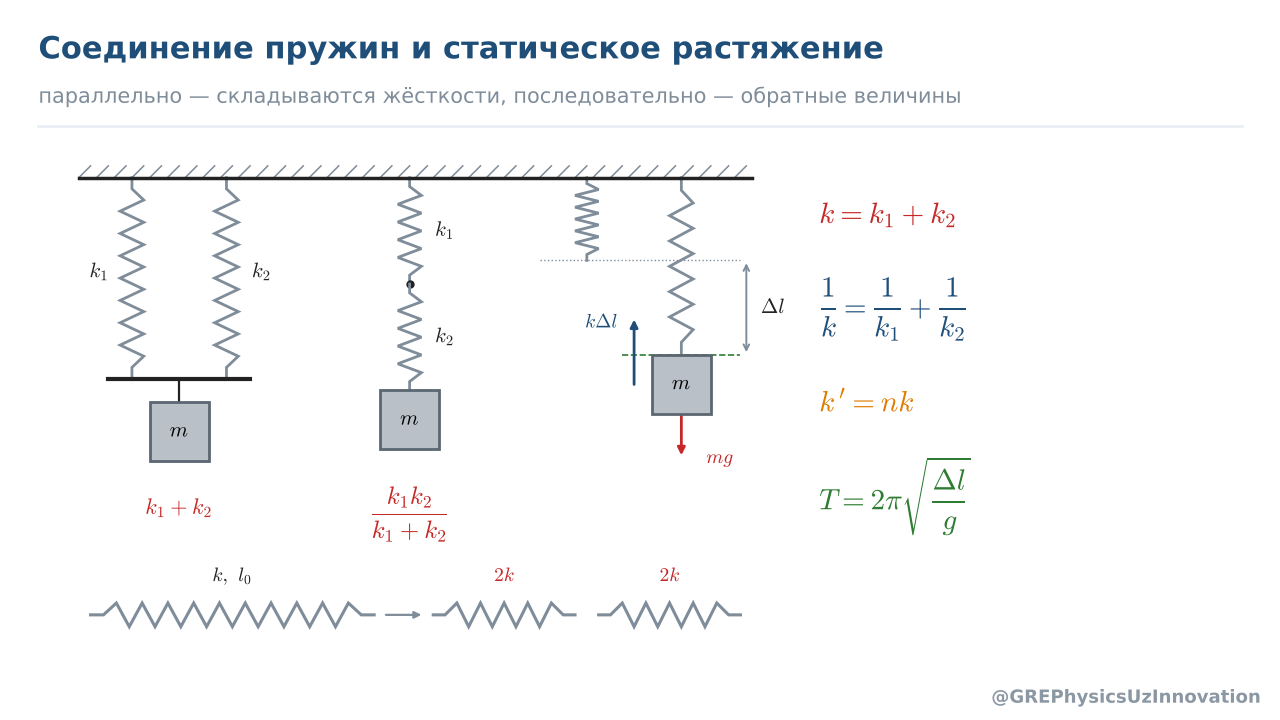 Соединение пружин и статическое растяжение
параллельно — складываются жёсткости, последовательно — обратные величины
k₁
k₂
m
k₁ + k₂
k₁
k₂
m
k₁k₂ / (k₁ + k₂)
kΔl
Δl
m
mg
k = k₁ + k₂
1/k = 1/k₁ + 1/k₂
k′ = nk
T = 2π√(Δl/g)
k, l₀
2k
2k
@GREPhysicsUzInnovation